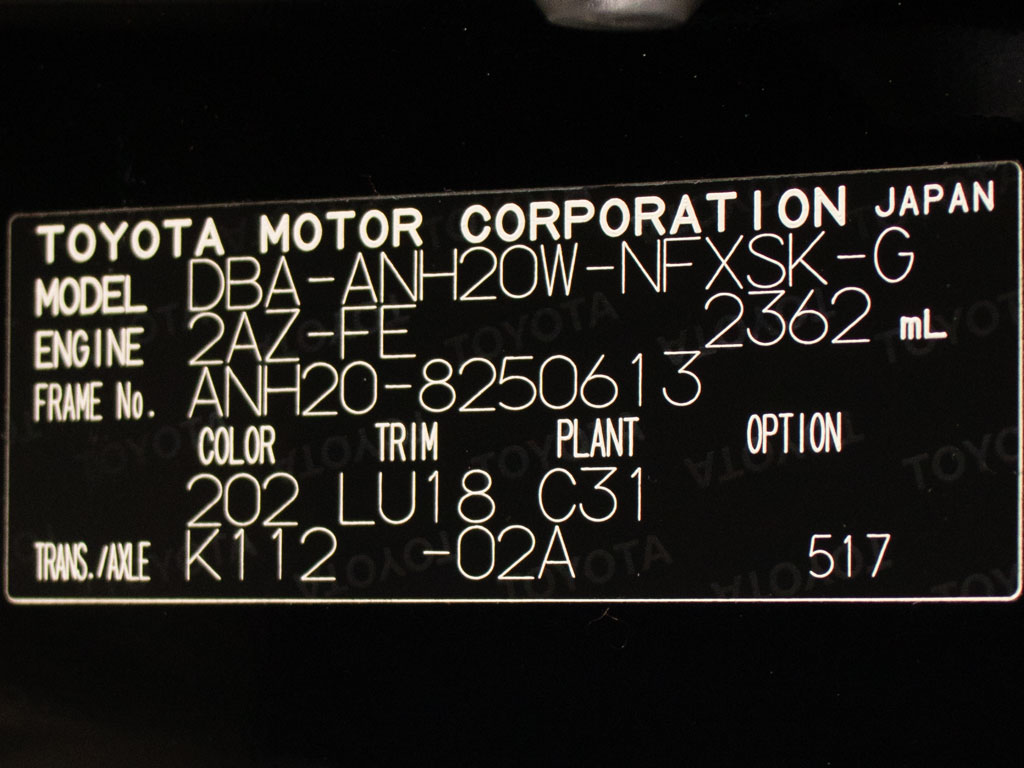 TOYOTA MOTOR CORPORATION JAPAN
MODEL DBA-ANH20W-NFXSK-G
ENGINE 2AZ-FE 2362 mL
FRAME No. ANH20-8250613
COLOR TRIM PLANT OPTION
202 LU18 C31
TRANS./AXLE K112 -02A 517